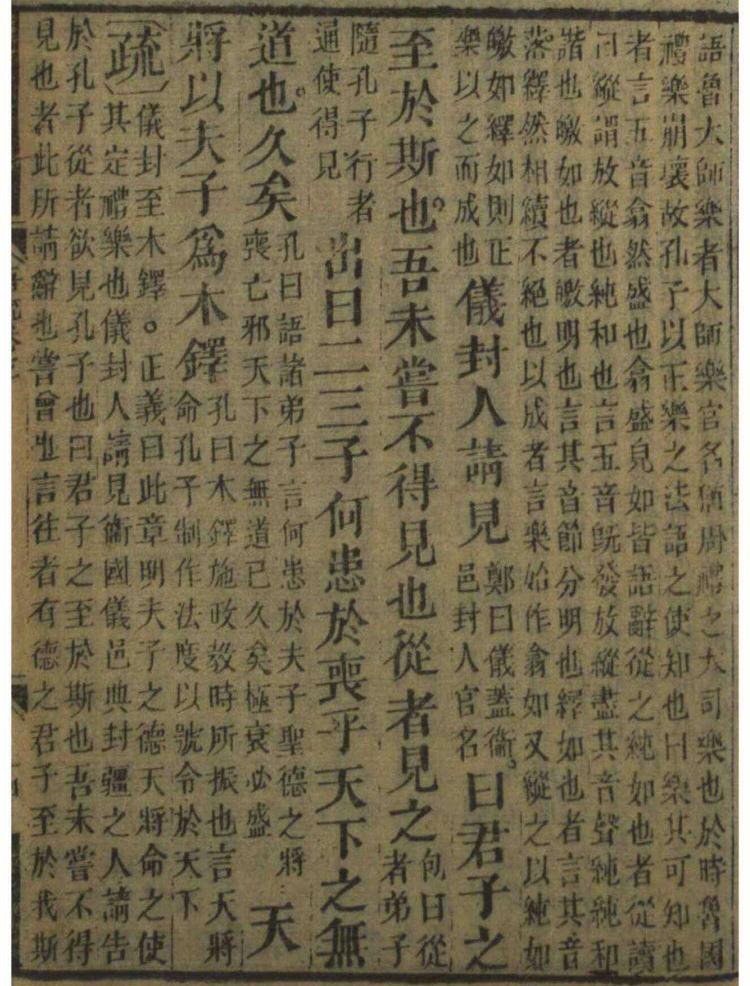 語魯大師樂者大師樂官名猶周禮之大司樂也於時魯國
禮樂崩壞故孔子以正樂之法語之使知也曰樂其可知也
者言五音翕然盛也翕盛皃如皆語辭從之純如也者從讀
曰縱謂放縱也純和也言五音既發放縱盡其音聲純純和
諧也皦如也者皦明也言其音節分明也繹如也者言其音
落繹然相續不絕也以成者言樂始作翕如又縱之以純如
皦如繹如則正
樂以之而成也
儀封人請見
鄭曰儀蓋衞
邑封人官名
曰君子之
至於斯也吾未嘗不得見也從者見之
包曰從
者弟子
隨孔子行者
通使得見
出曰二三子何患於喪乎天下之無
道也久矣
孔曰語諸弟子言何患於夫子聖德之將
喪亡邪天下之無道已久矣極衰必盛
天
將以夫子爲木鐸
孔曰木鐸施政教時所振也言天將
命孔子制作法度以號令於天下
疏
儀封至木鐸。正義曰此章明夫子之德天將命之使
其定禮樂也儀封人請見衞國儀邑典封疆之人請告
於孔子從者欲見孔子也曰君子之至於斯也吾未嘗不得
見也者此所請辭也嘗曾也言往者有德之君子至於我斯